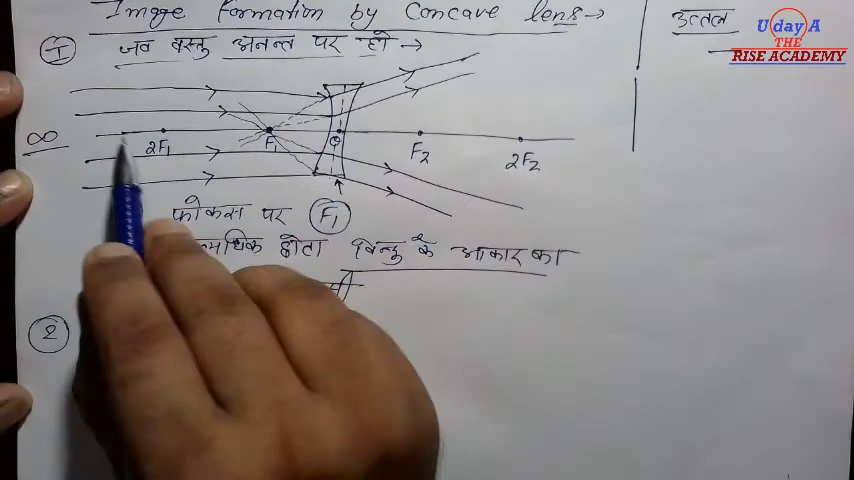 Image Formation by Concave lens→
उत्तल
Uday A
THE
RISE ACADEMY
I जब वस्तु अनन्त पर हो →
∞
2F1 F1 O F2 2F2
फोकस पर F1
छोटा बिन्दु के आकार का
2